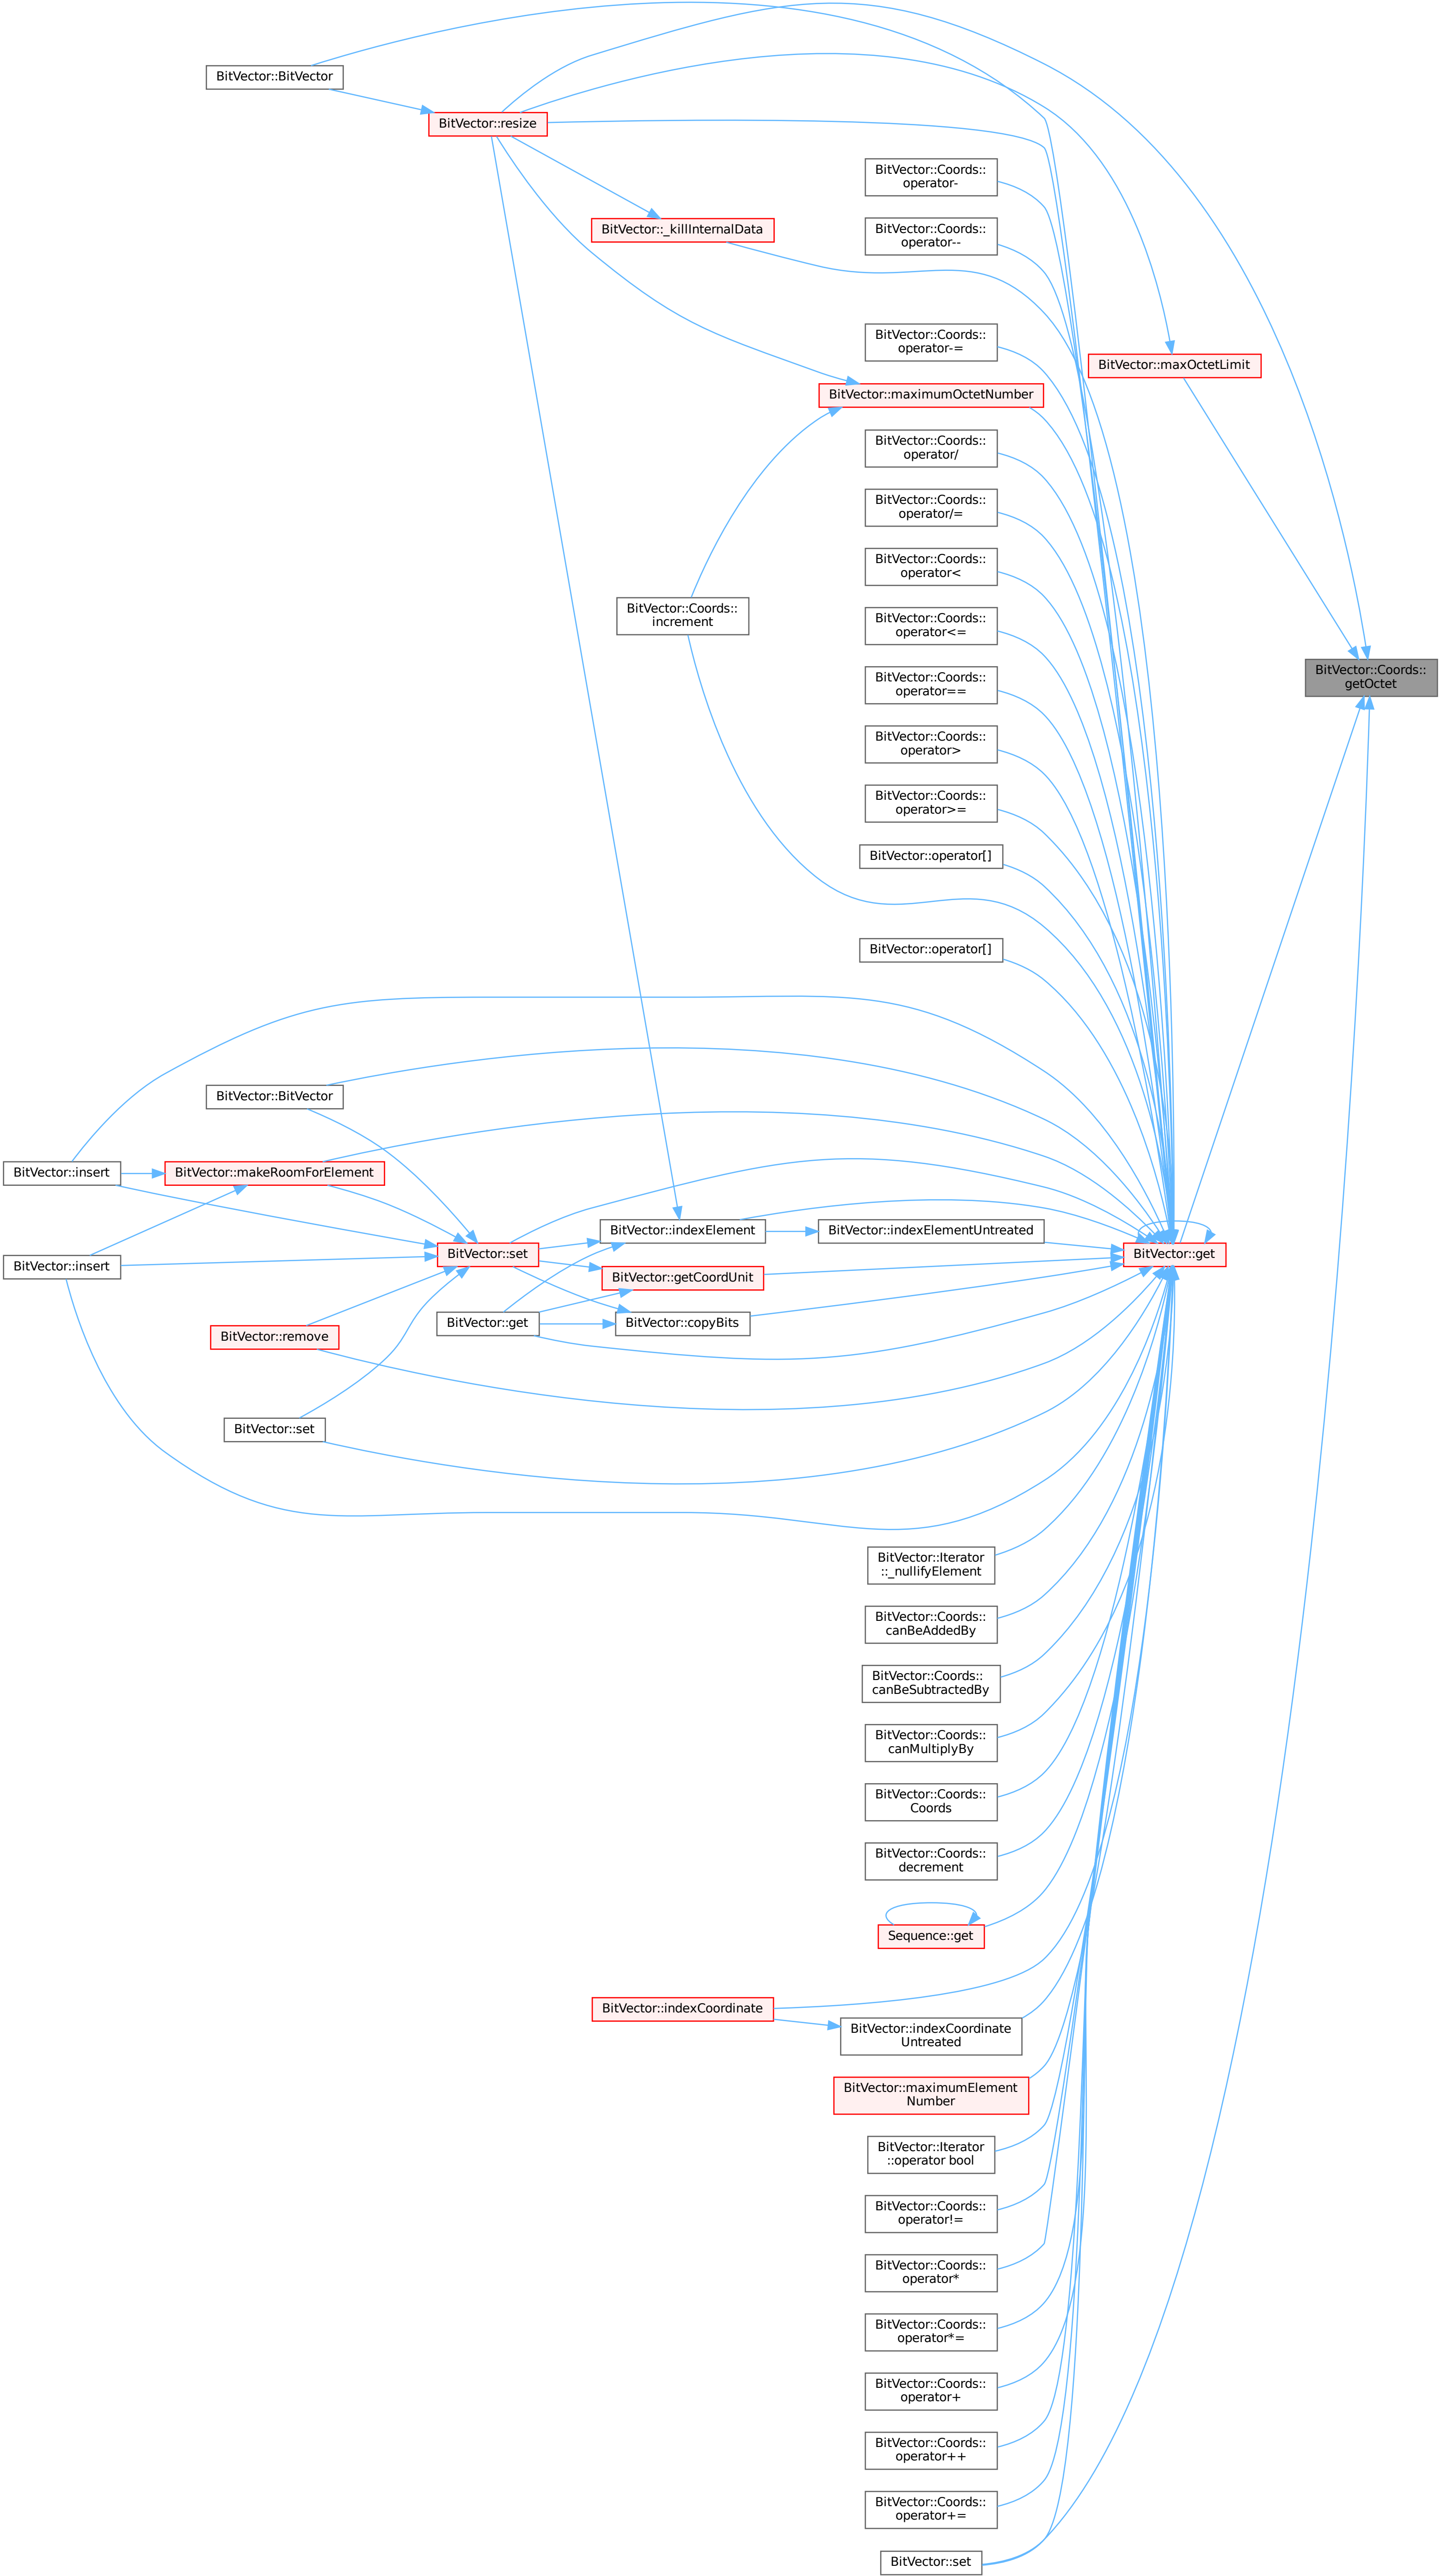 BitVector::BitVector
BitVector::resize
BitVector::Coords::
operator-
BitVector::_killInternalData
BitVector::Coords::
operator--
BitVector::Coords::
operator-=
BitVector::maxOctetLimit
BitVector::maximumOctetNumber
BitVector::Coords::
operator/
BitVector::Coords::
operator/=
BitVector::Coords::
operator<
BitVector::Coords::
increment
BitVector::Coords::
operator<=
BitVector::Coords::
getOctet
BitVector::Coords::
operator==
BitVector::Coords::
operator>
BitVector::Coords::
operator>=
BitVector::operator[]
BitVector::operator[]
BitVector::BitVector
BitVector::insert
BitVector::makeRoomForElement
BitVector::indexElement
BitVector::indexElementUntreated
BitVector::set
BitVector::get
BitVector::insert
BitVector::getCoordUnit
BitVector::remove
BitVector::get
BitVector::copyBits
BitVector::set
BitVector::Iterator
::_nullifyElement
BitVector::Coords::
canBeAddedBy
BitVector::Coords::
canBeSubtractedBy
BitVector::Coords::
canMultiplyBy
BitVector::Coords::
Coords
BitVector::Coords::
decrement
Sequence::get
BitVector::indexCoordinate
BitVector::indexCoordinate
Untreated
BitVector::maximumElement
Number
BitVector::Iterator
::operator bool
BitVector::Coords::
operator!=
BitVector::Coords::
operator*
BitVector::Coords::
operator*=
BitVector::Coords::
operator+
BitVector::Coords::
operator++
BitVector::Coords::
operator+=
BitVector::set